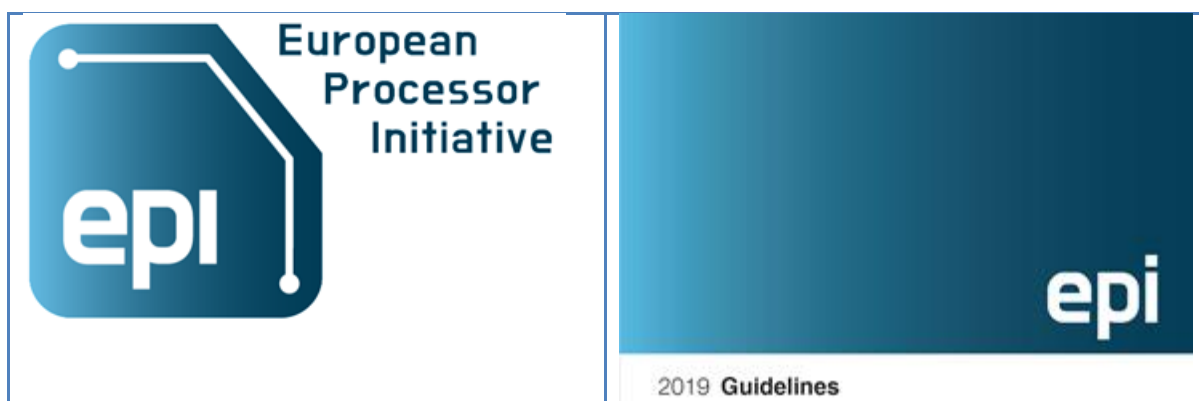 European
Processor
Initiative
epi
epi
2019 Guidelines